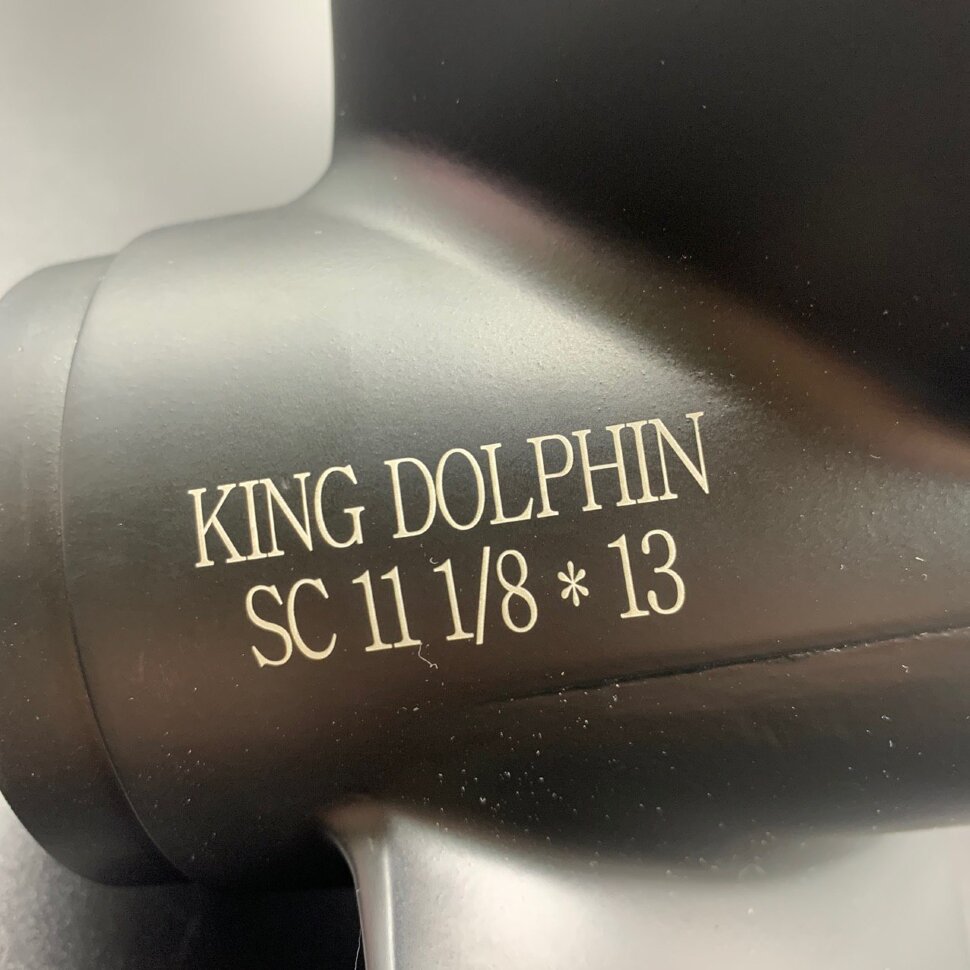 KING DOLPHIN
SC 11 1/8 * 13